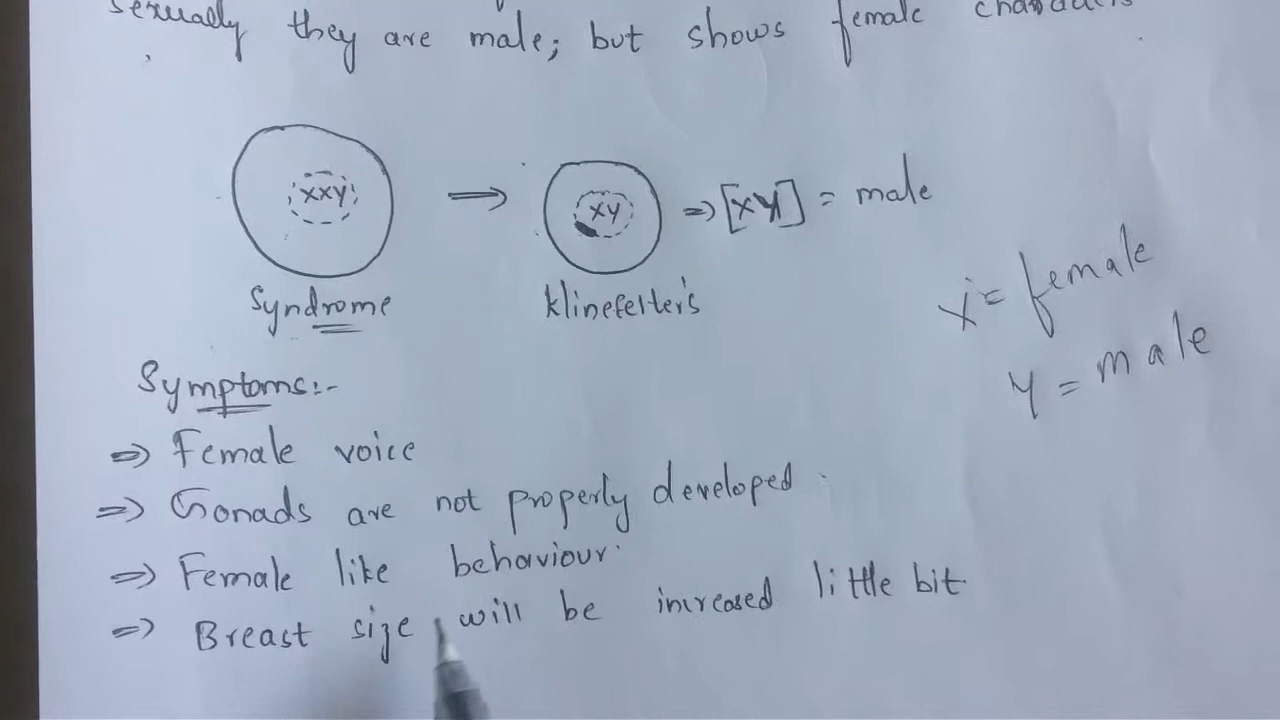 sexually they are male; but shows female
XXY ⇒ XY ⇒ [XY] = male
Syndrome Klinefelter's
X = female
Y = male
Symptoms:-
⇒ Female voice
⇒ Gonads are not properly developed.
⇒ Female like behaviour.
⇒ Breast size will be increased little bit.